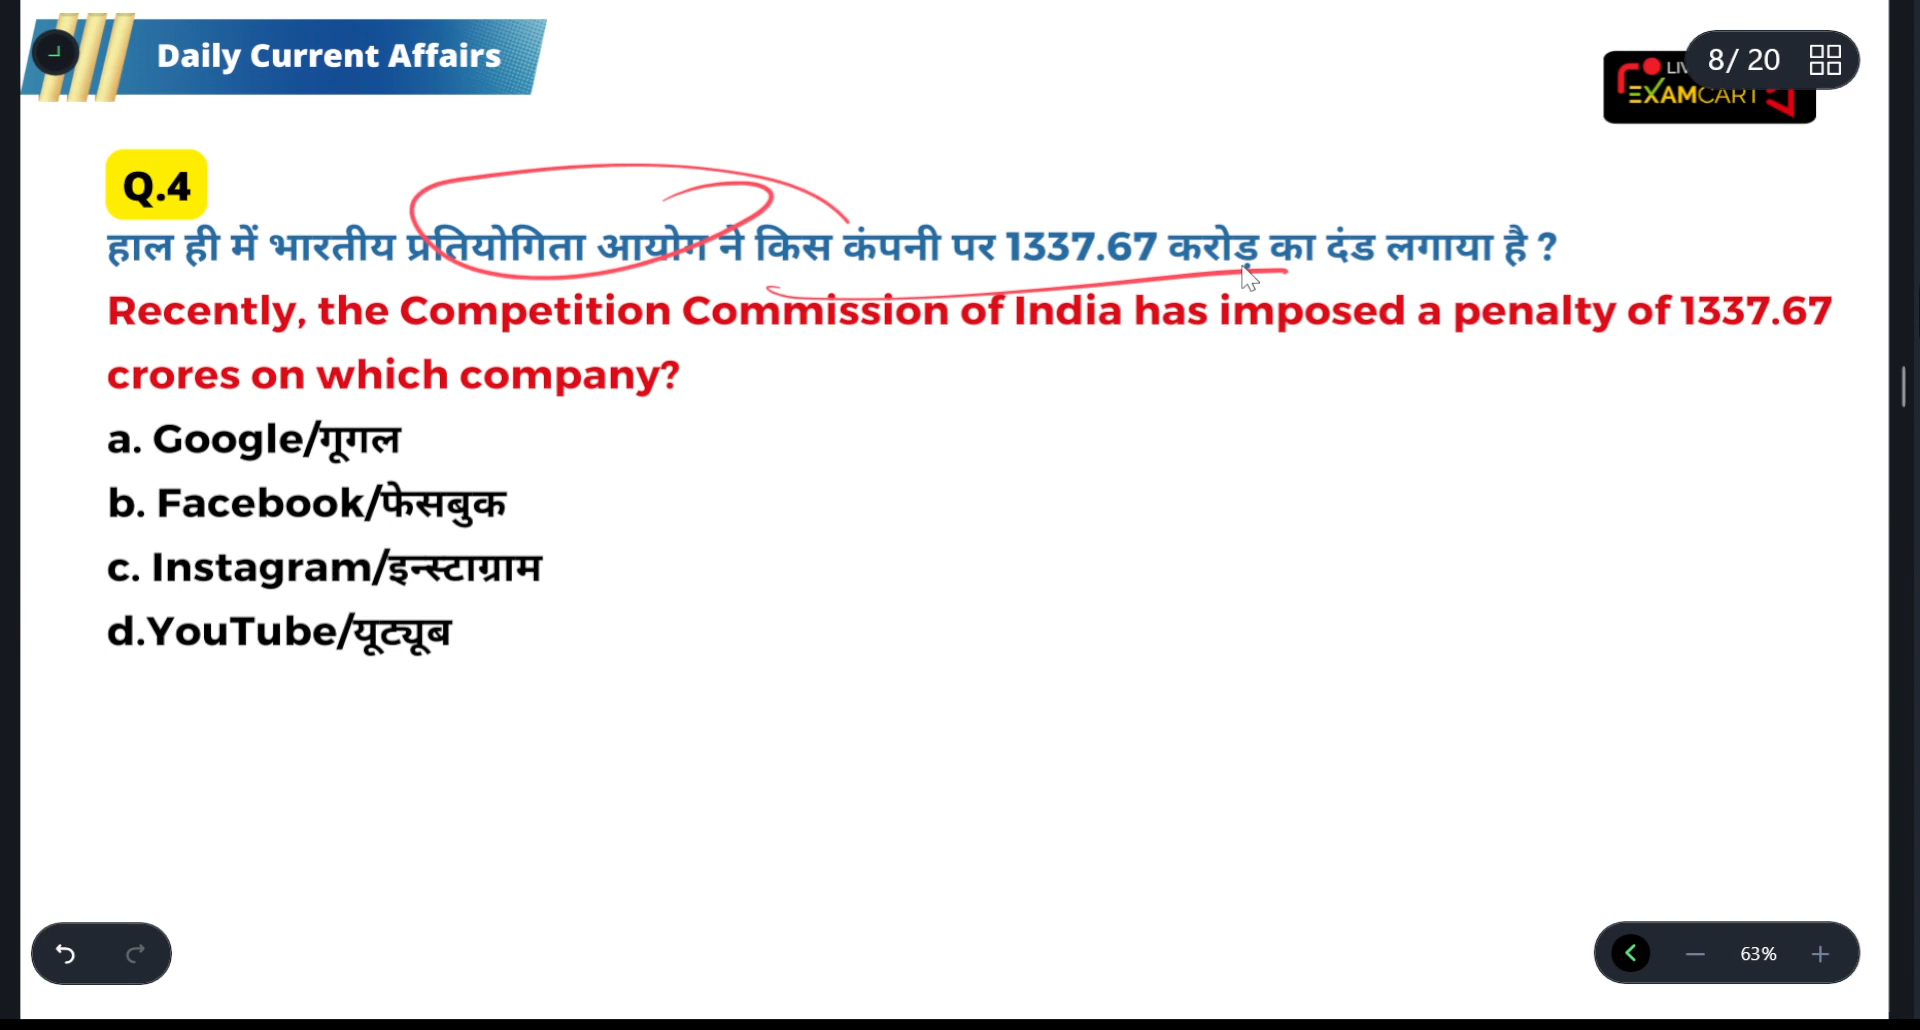 Daily Current Affairs
8/ 20
EXAMCART
Q.4
हाल ही में भारतीय प्रतियोगिता आयोग ने किस कंपनी पर 1337.67 करोड़ का दंड लगाया है ?
Recently, the Competition Commission of India has imposed a penalty of 1337.67
crores on which company?
a. Google/गूगल
b. Facebook/फेसबुक
c. Instagram/इन्स्टाग्राम
d.YouTube/यूट्यूब
63%